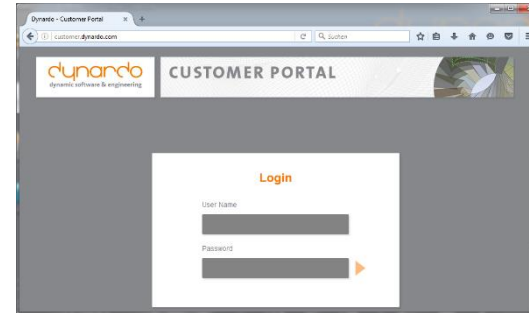 Dynardo - Customer Portal
customer.dynardo.com
Suchen
dynardo
dynamic software & engineering
CUSTOMER PORTAL
Login
User Name
Password